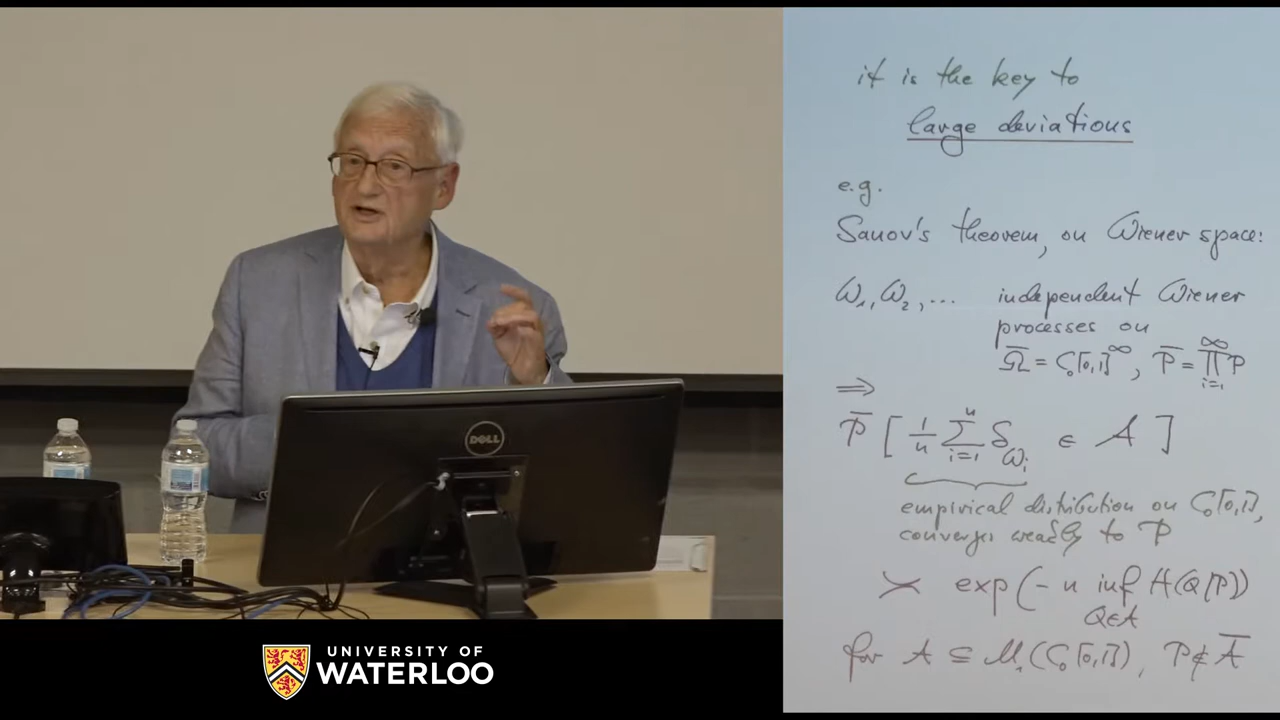 it is the key to
large deviations
e.g.
Sanov's theorem, on Wiener space:
ω₁, ω₂, ... independent Wiener
processes on
Ω̄ = C₀[0,1]^∞, P̄ = ∏_{i=1}^∞ P
⇒
P̄ [ 1/n ∑_{i=1}^n δ_{ω_i} ∈ A ]
empirical distribution on C₀[0,1],
converges weakly to P
≍ exp(-n inf H(Q|P))
Q∈A
for A ⊆ M₁(C₀[0,1]), P∉Ā
DELL
UNIVERSITY OF
WATERLOO